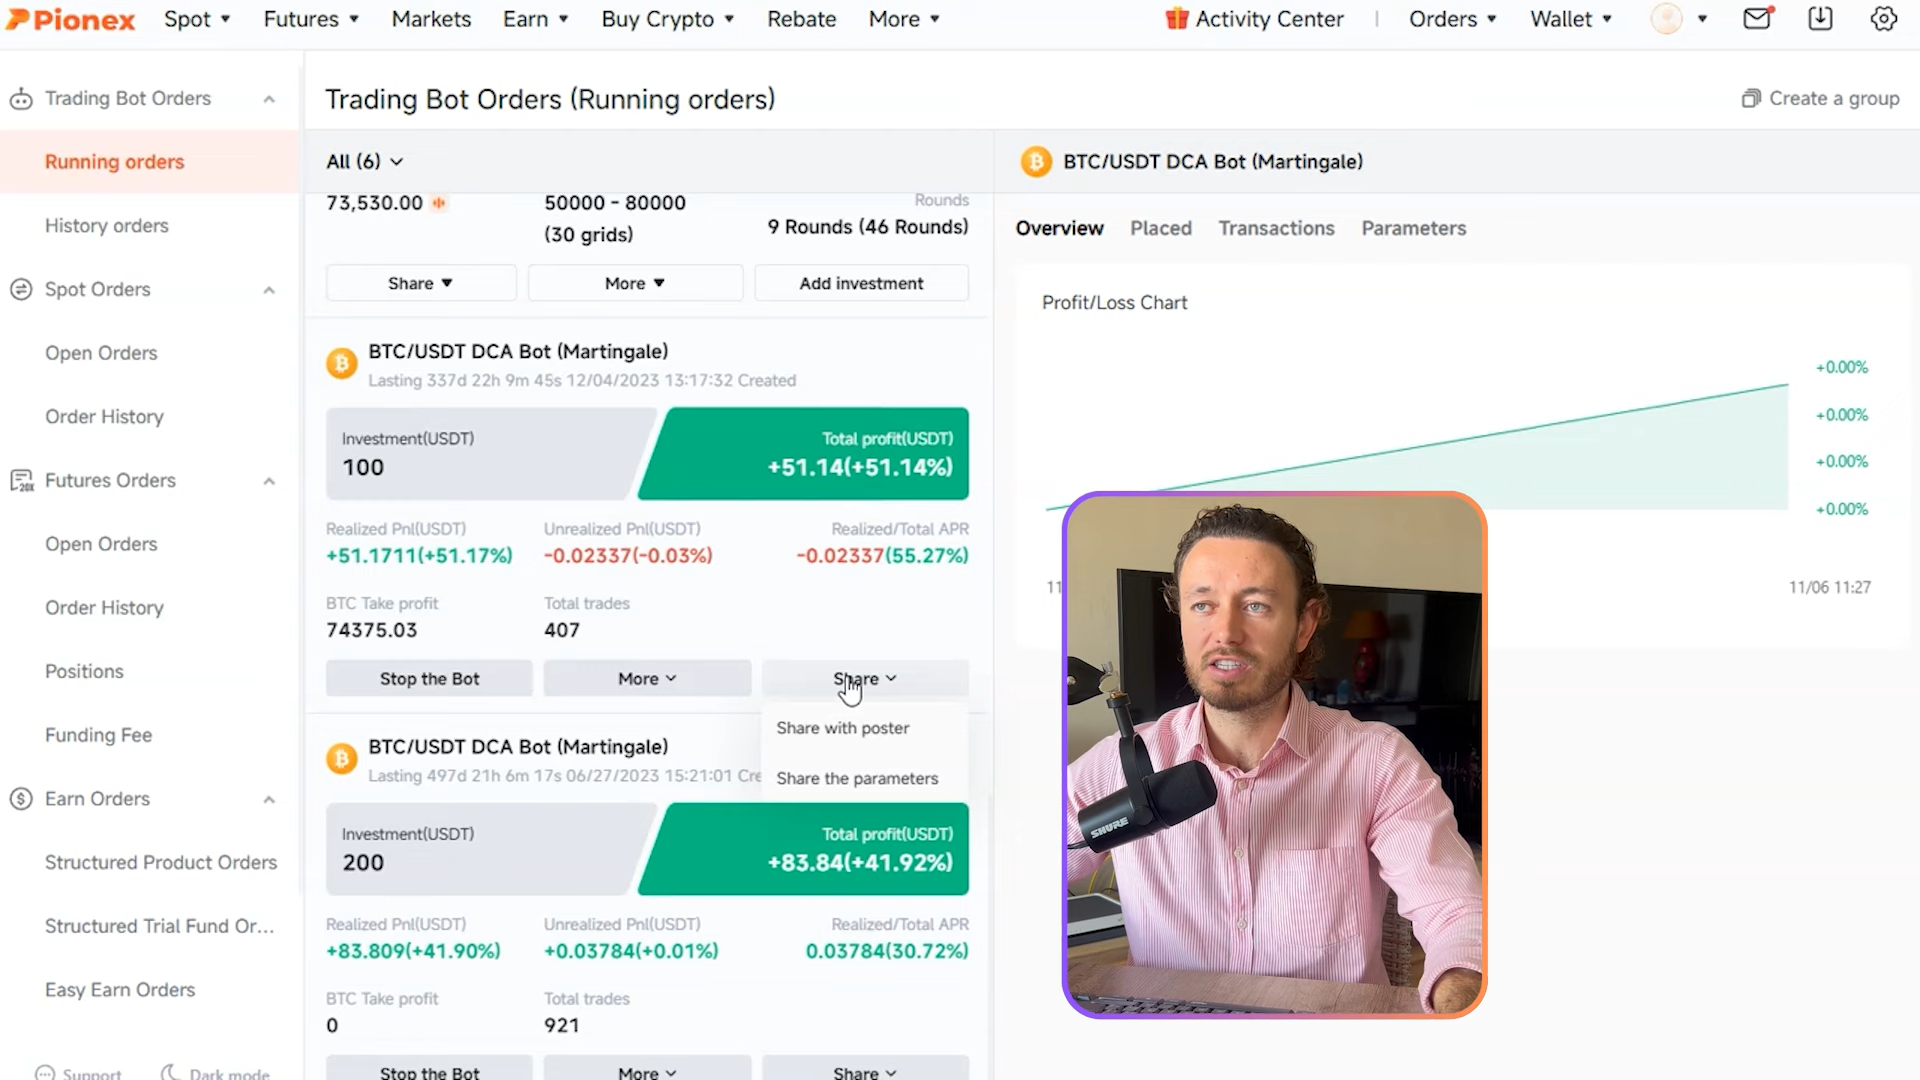 Pionex
Spot
Futures
Markets
Earn
Buy Crypto
Rebate
More
Activity Center
Orders
Wallet
Trading Bot Orders
Running orders
History orders
Spot Orders
Open Orders
Order History
20X
Futures Orders
Open Orders
Order History
Positions
Funding Fee
Earn Orders
Structured Product Orders
Structured Trial Fund Or...
Easy Earn Orders
Support
Dark mode
Trading Bot Orders (Running orders)
Create a group
All (6)
73,530.00
50000 - 80000
(30 grids)
Rounds
9 Rounds (46 Rounds)
Share
More
Add investment
BTC/USDT DCA Bot (Martingale)
Lasting 337d 22h 9m 45s 12/04/2023 13:17:32 Created
Investment(USDT)
100
Total profit(USDT)
+51.14(+51.14%)
Realized Pnl(USDT)
+51.1711(+51.17%)
Unrealized Pnl(USDT)
-0.02337(-0.03%)
Realized/Total APR
-0.02337(55.27%)
BTC Take profit
74375.03
Total trades
407
Stop the Bot
More
Share
Share with poster
Share the parameters
BTC/USDT DCA Bot (Martingale)
Lasting 497d 21h 6m 17s 06/27/2023 15:21:01 Cre
Investment(USDT)
200
Total profit(USDT)
+83.84(+41.92%)
Realized Pnl(USDT)
+83.809(+41.90%)
Unrealized Pnl(USDT)
+0.03784(+0.01%)
Realized/Total APR
0.03784(30.72%)
BTC Take profit
0
Total trades
921
Stop the Bot
More
Share
BTC/USDT DCA Bot (Martingale)
Overview
Placed
Transactions
Parameters
Profit/Loss Chart
+0.00%
+0.00%
+0.00%
+0.00%
11
11/06 11:27
SHURE